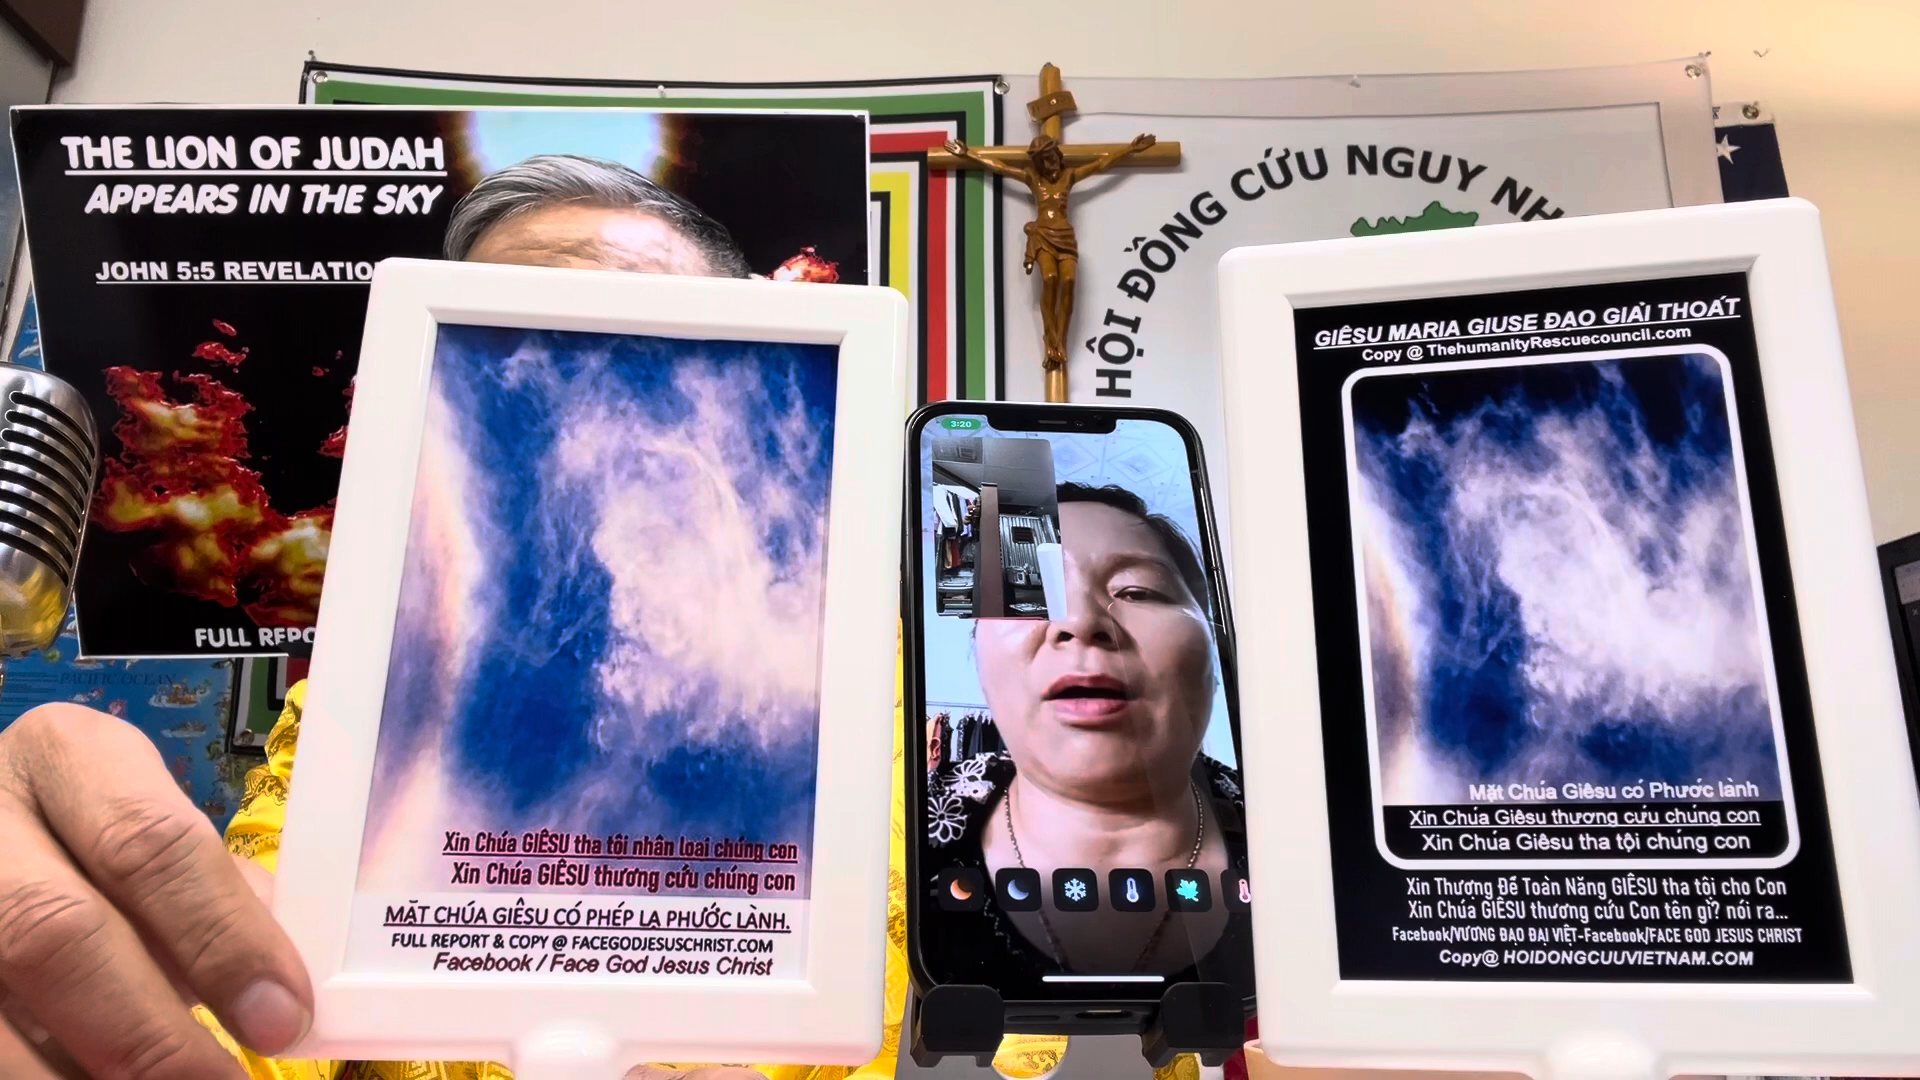 THE LION OF JUDAH
APPEARS IN THE SKY
JOHN 5:5 REVELATIO
FULL REPO
PACIFIC OCEAN
HỘI ĐỒNG CỨU NGUY NH
Xin Chúa GIÊSU tha tội nhân loại chúng con
Xin Chúa GIÊSU thương cứu chúng con
MẶT CHÚA GIÊSU CÓ PHÉP LẠ PHƯỚC LÀNH.
FULL REPORT & COPY @ FACEGODJESUSCHRIST.COM
Facebook / Face God Jesus Christ
3:20
GIÊSU MARIA GIUSE ĐẠO GIẢI THOÁT
Copy @ ThehumanityRescuecouncil.com
Mặt Chúa Giêsu có Phước lành
Xin Chúa Giêsu thương cứu chúng con
Xin Chúa Giêsu tha tội chúng con
Xin Thượng Đế Toàn Năng GIÊSU tha tội cho Con
Xin Chúa GIÊSU thương cứu Con tên gì? nói ra...
Facebook/VƯƠNG ĐẠO ĐẠI VIỆT-Facebook/FACE GOD JESUS CHRIST
Copy@ HOIDONGCUUVIETNAM.COM